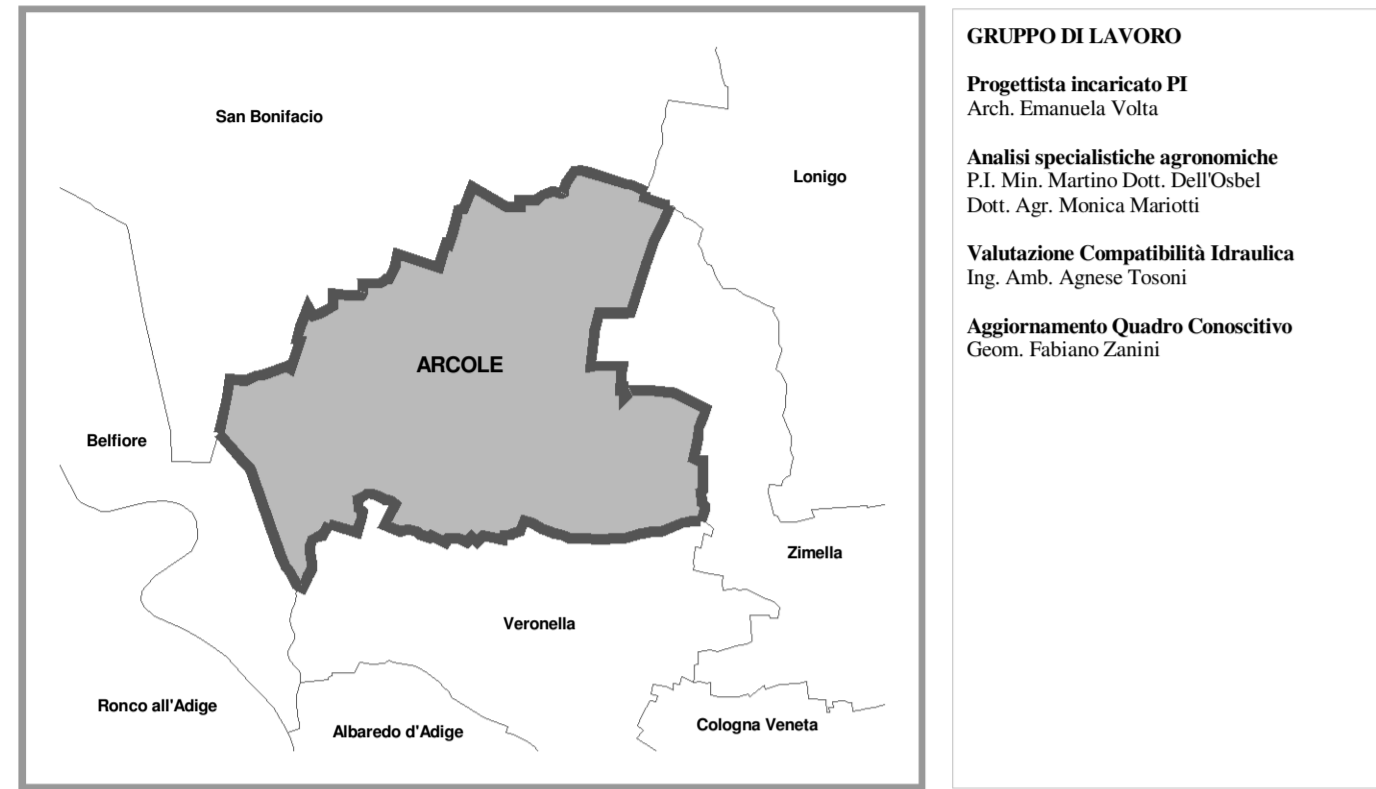 San Bonifacio
Lonigo
ARCOLE
Belfiore
Zimella
Veronella
Ronco all'Adige
Albaredo d'Adige
Cologna Veneta
GRUPPO DI LAVORO
Progettista incaricato PI
Arch. Emanuela Volta
Analisi specialistiche agronomiche
P.I. Min. Martino Dott. Dell'Osbel
Dott. Agr. Monica Mariotti
Valutazione Compatibilità Idraulica
Ing. Amb. Agnese Tosoni
Aggiornamento Quadro Conoscitivo
Geom. Fabiano Zanini